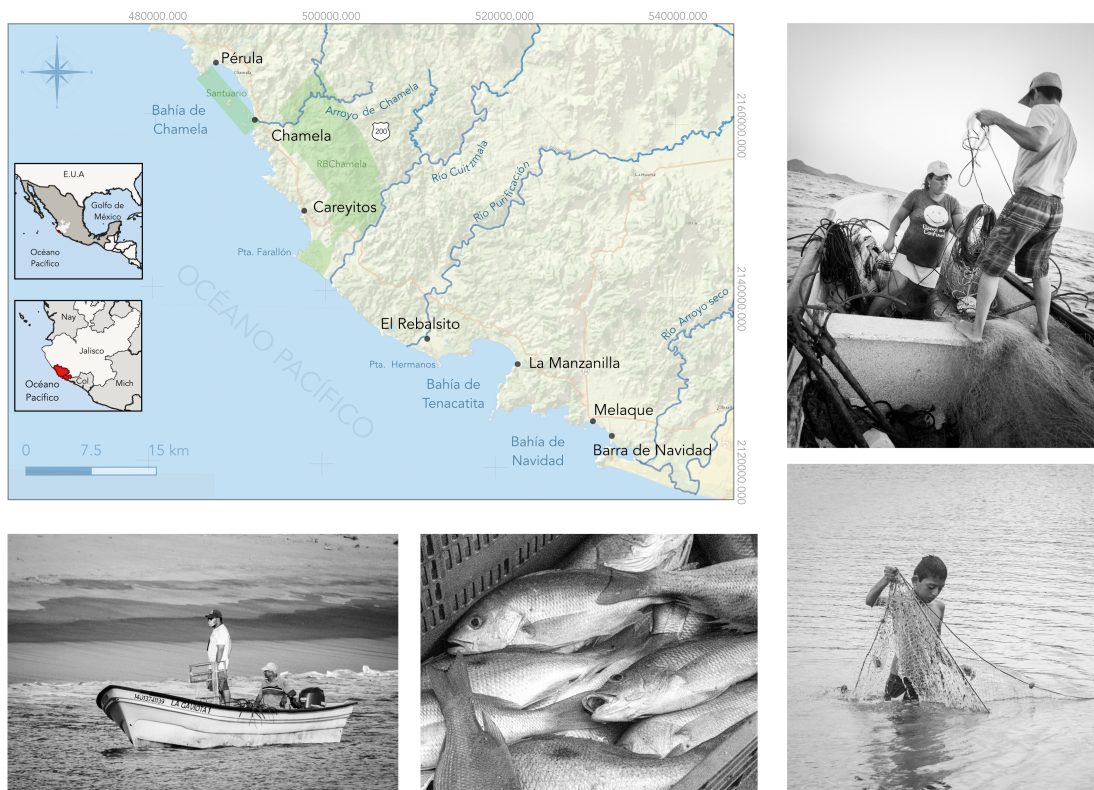 480000.000
500000.000
520000.000
540000.000
Pérula
Chamela
Santuario
Bahía de
Chamela
Arroyo de Chamela
Chamela
200
RBChamela
Río Cuitzmala
Río Purificación
La Huerta
Careyitos
Pta. Farallón
2160000.000
2140000.000
2120000.000
E.U.A
Golfo de
México
Océano
Pacífico
Nay
Jalisco
Col
Mich
Océano
Pacífico
OCÉANO PACÍFICO
El Rebalsito
Río Arroyo seco
Pta. Hermanos
La Manzanilla
Bahía de
Tenacatita
Melaque
Bahía de
Navidad
Barra de Navidad
0 7.5 15 km
LA GAVIOTA I